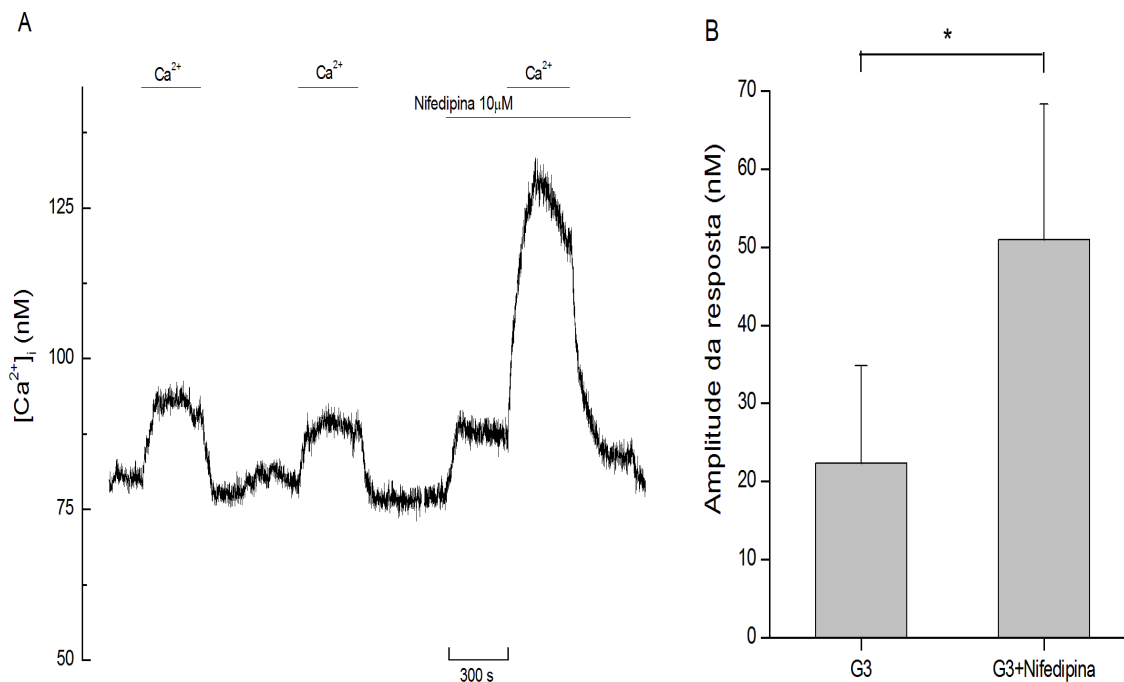 A
Ca²⁺
Ca²⁺
Ca²⁺
Nifedipina 10μM
[Ca²⁺]ᵢ (nM)
125
100
75
50
300 s
B
*
Amplitude da resposta (nM)
70
60
50
40
30
20
10
0
G3
G3+Nifedipina